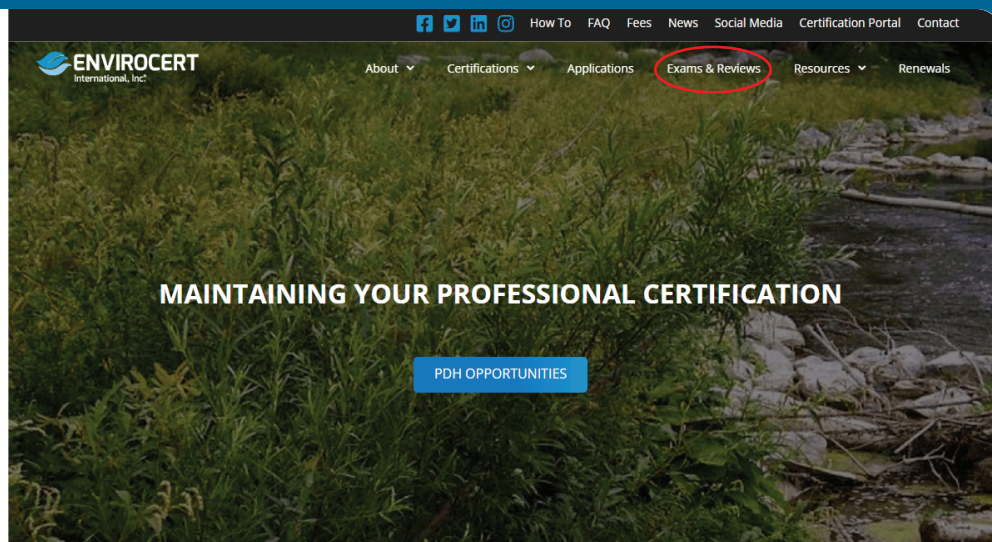 How To FAQ Fees News Social Media Certification Portal Contact
ENVIROCERT
International, Inc.®
About Certifications Applications Exams & Reviews Resources Renewals
MAINTAINING YOUR PROFESSIONAL CERTIFICATION
PDH OPPORTUNITIES